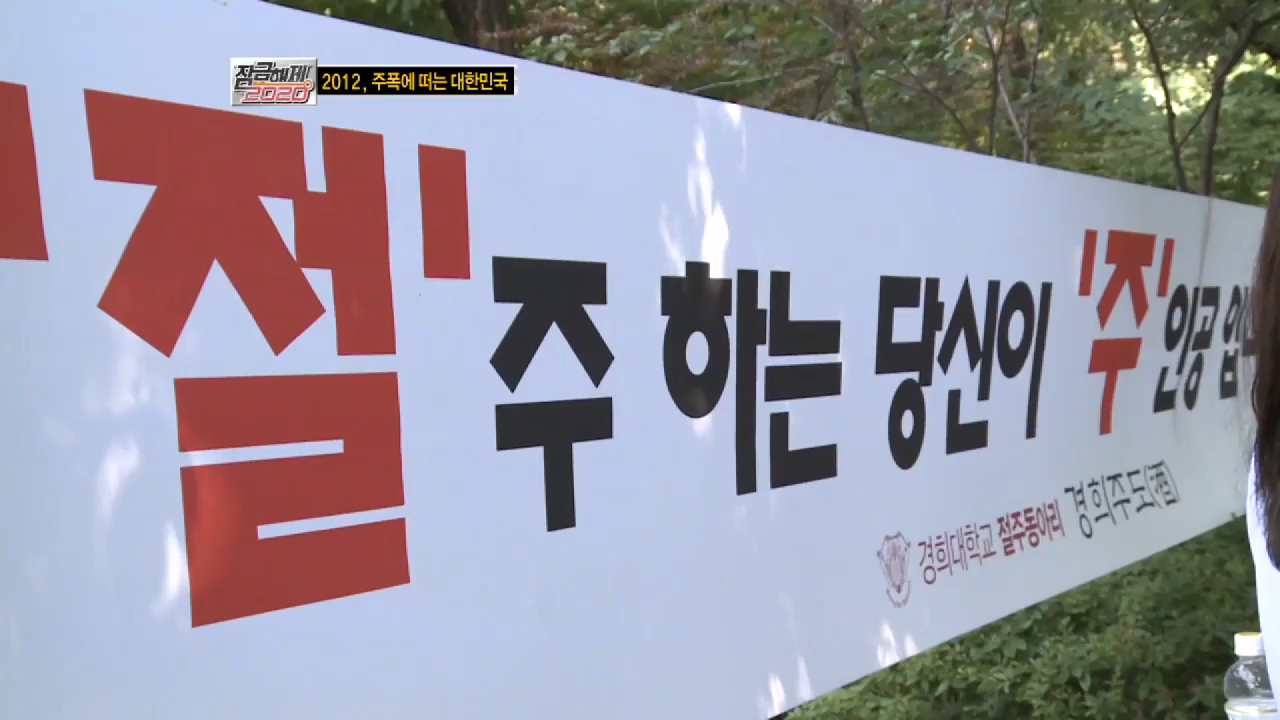 잠금해제! 2020
2012, 주폭에 떠는 대한민국
'절'주 하는 당신이 '주'인공
경희대학교 절주동아리 경희주도(酒)